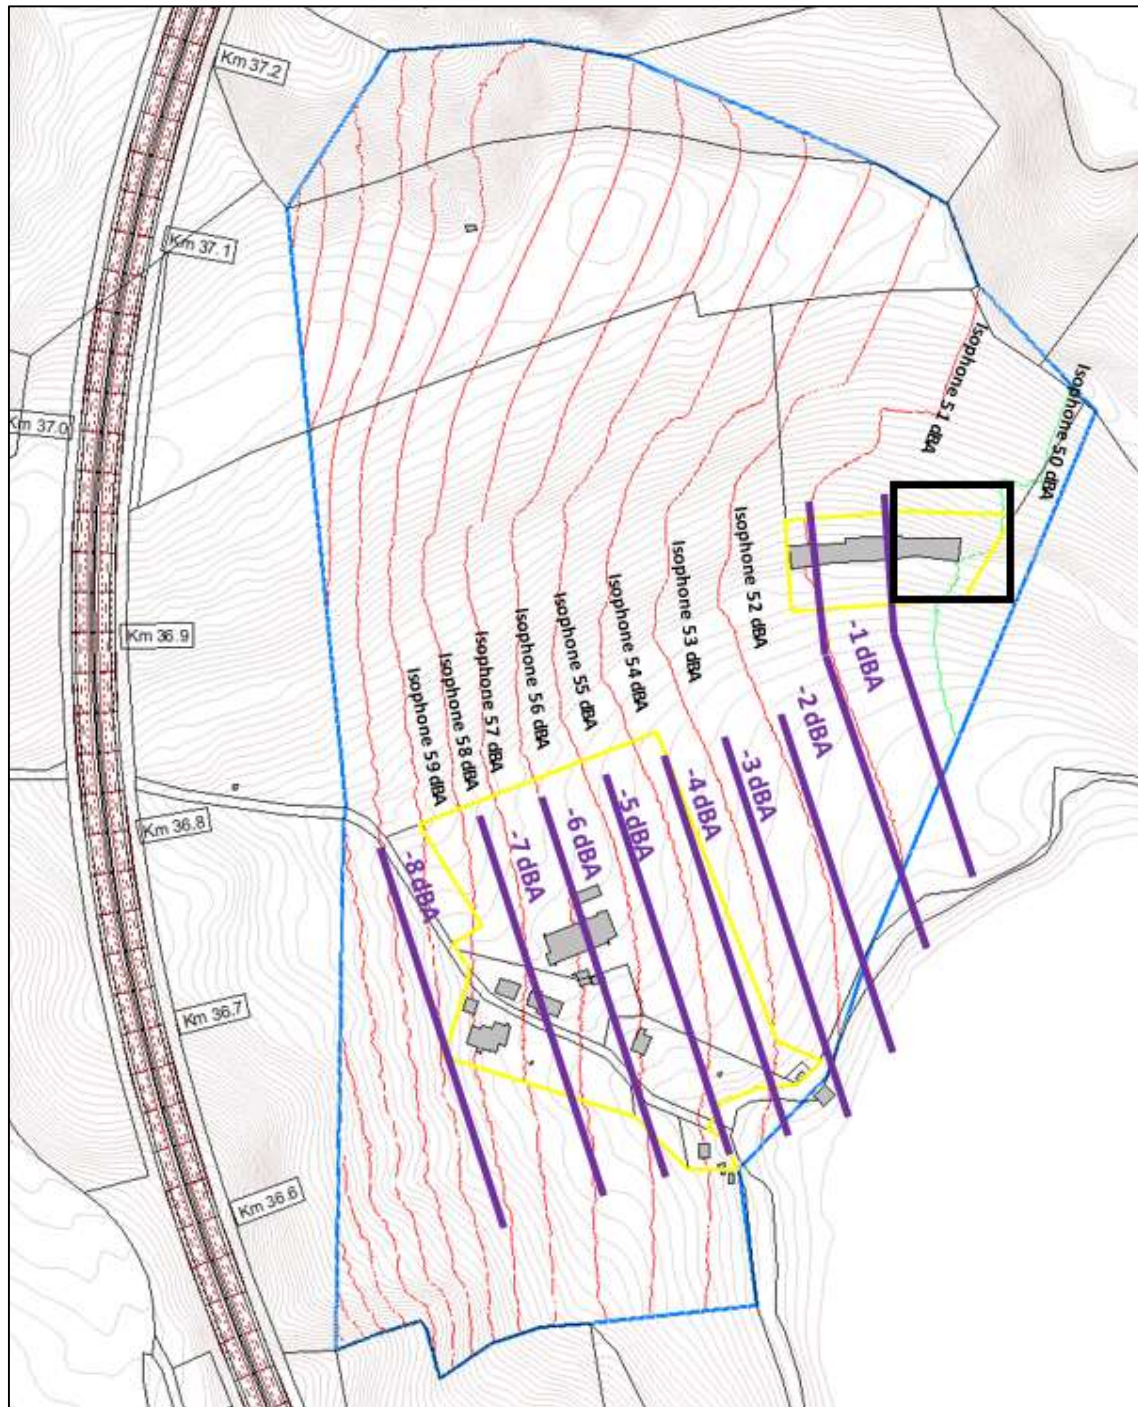 Km 37.2
Km 37.1
Km 37.0
Km 36.9
Km 36.8
Km 36.7
Km 36.6
Isophone 51 dBA
Isophone 50 dBA
Isophone 52 dBA
Isophone 53 dBA
Isophone 54 dBA
Isophone 55 dBA
Isophone 56 dBA
Isophone 57 dBA
Isophone 58 dBA
Isophone 59 dBA
-1 dBA
-2 dBA
-3 dBA
-4 dBA
-5 dBA
-6 dBA
-7 dBA
-8 dBA